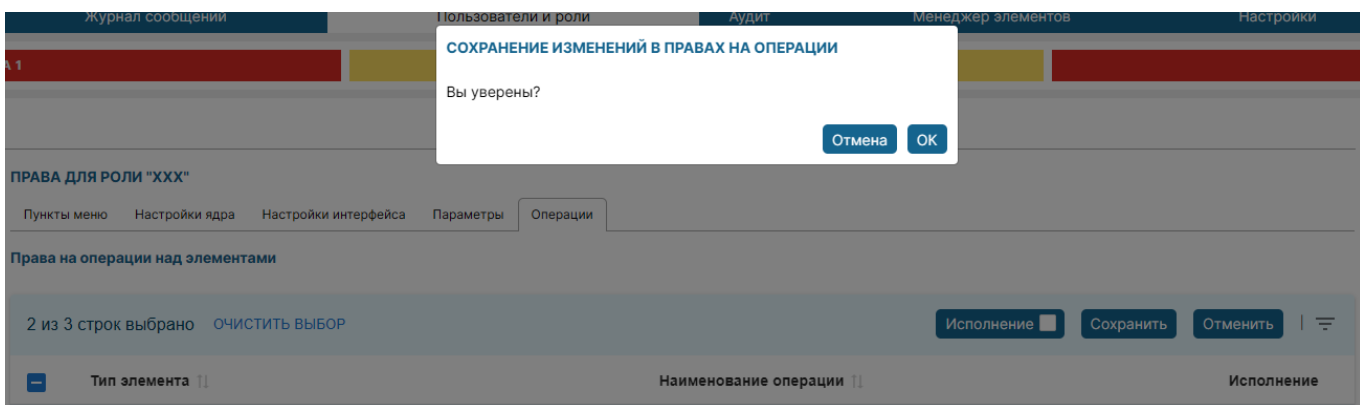 Журнал сообщений Пользователи и роли Аудит Менеджер элементов Настройки
А 1
СОХРАНЕНИЕ ИЗМЕНЕНИЙ В ПРАВАХ НА ОПЕРАЦИИ
Вы уверены?
Отмена ОК
ПРАВА ДЛЯ РОЛИ "XXX"
Пункты меню Настройки ядра Настройки интерфейса Параметры Операции
Права на операции над элементами
2 из 3 строк выбрано ОЧИСТИТЬ ВЫБОР Исполнение Сохранить Отменить
Тип элемента Наименование операции Исполнение